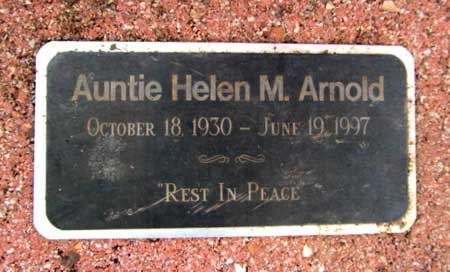 Auntie Helen M. Arnold
October 18, 1930 – June 19, 1997
"Rest In Peace"